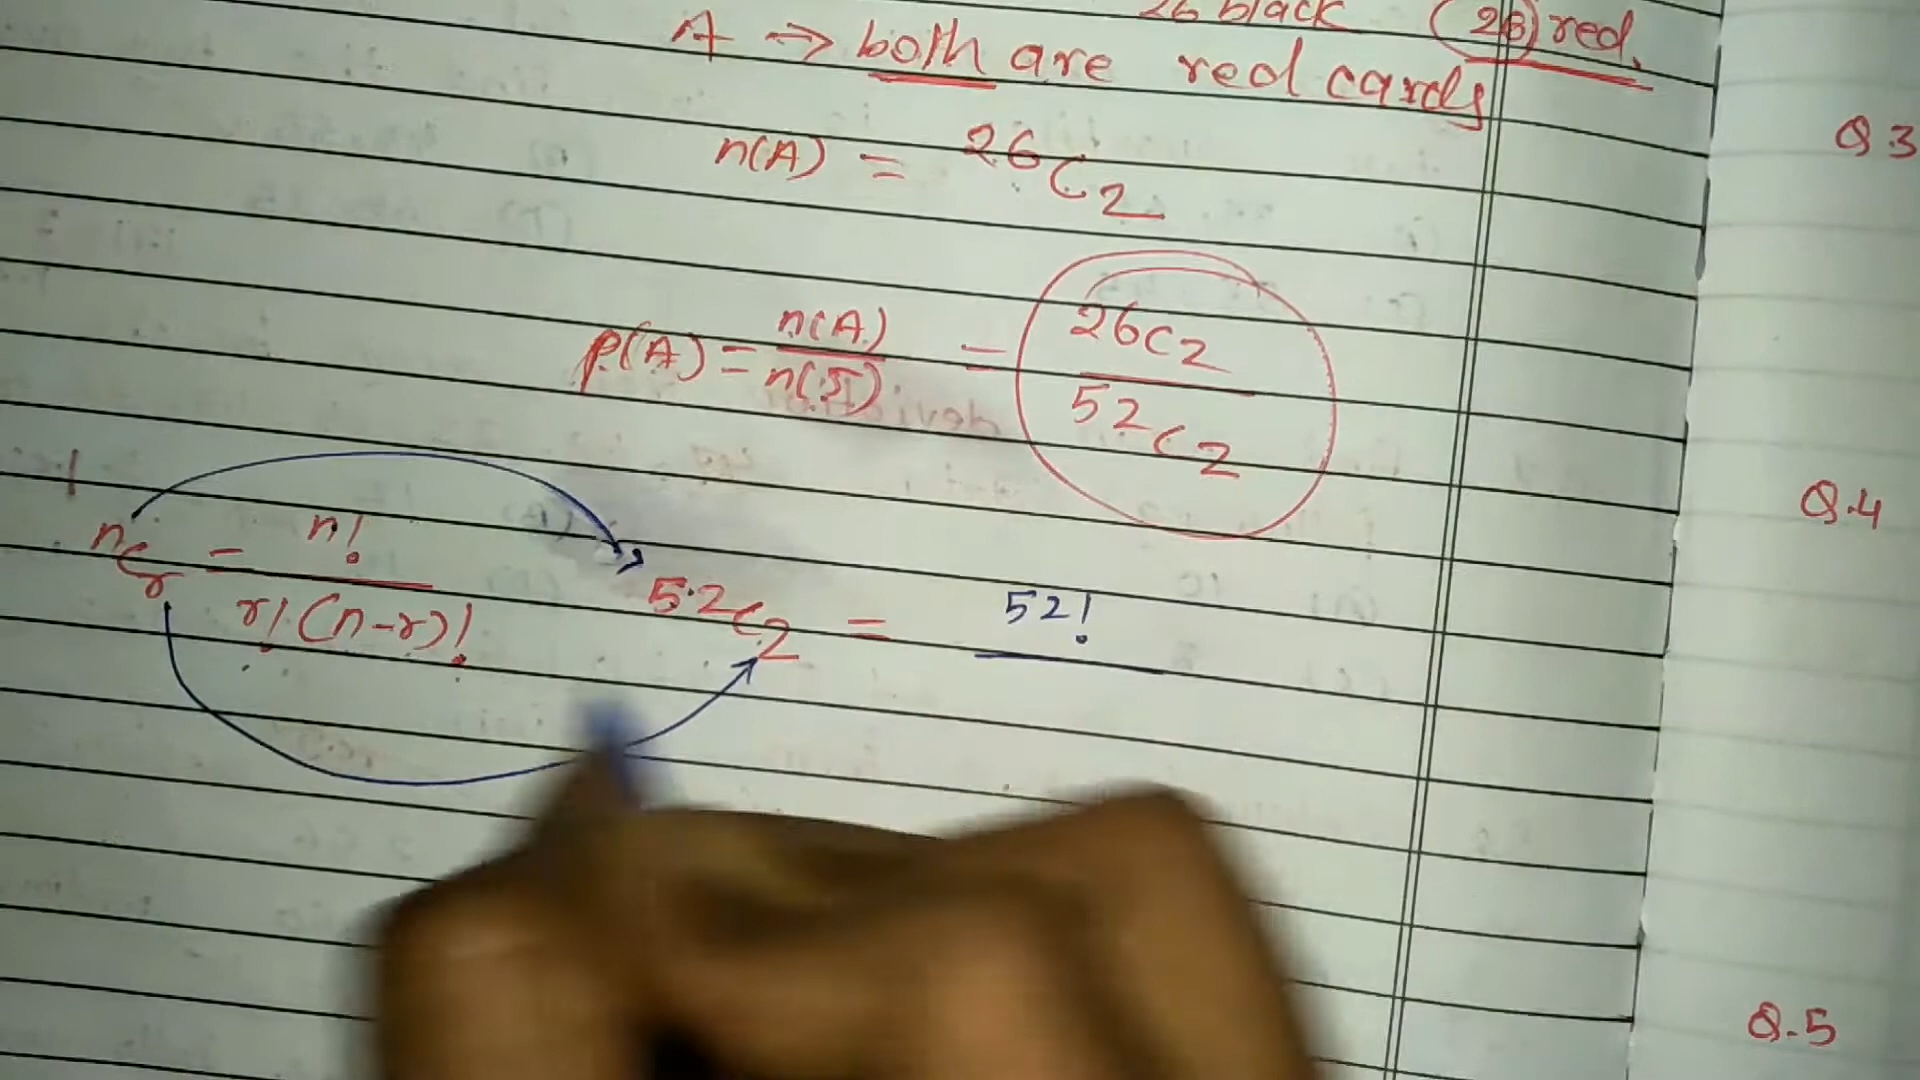 26 black (26) red.
A → both are red cards
n(A) = 26C2
Q.3
P(A) = n(A)/n(S) = 26C2/52C2
Q.4
nCr = n!/r!(n-r)!
52C2 = 52!
Q.5